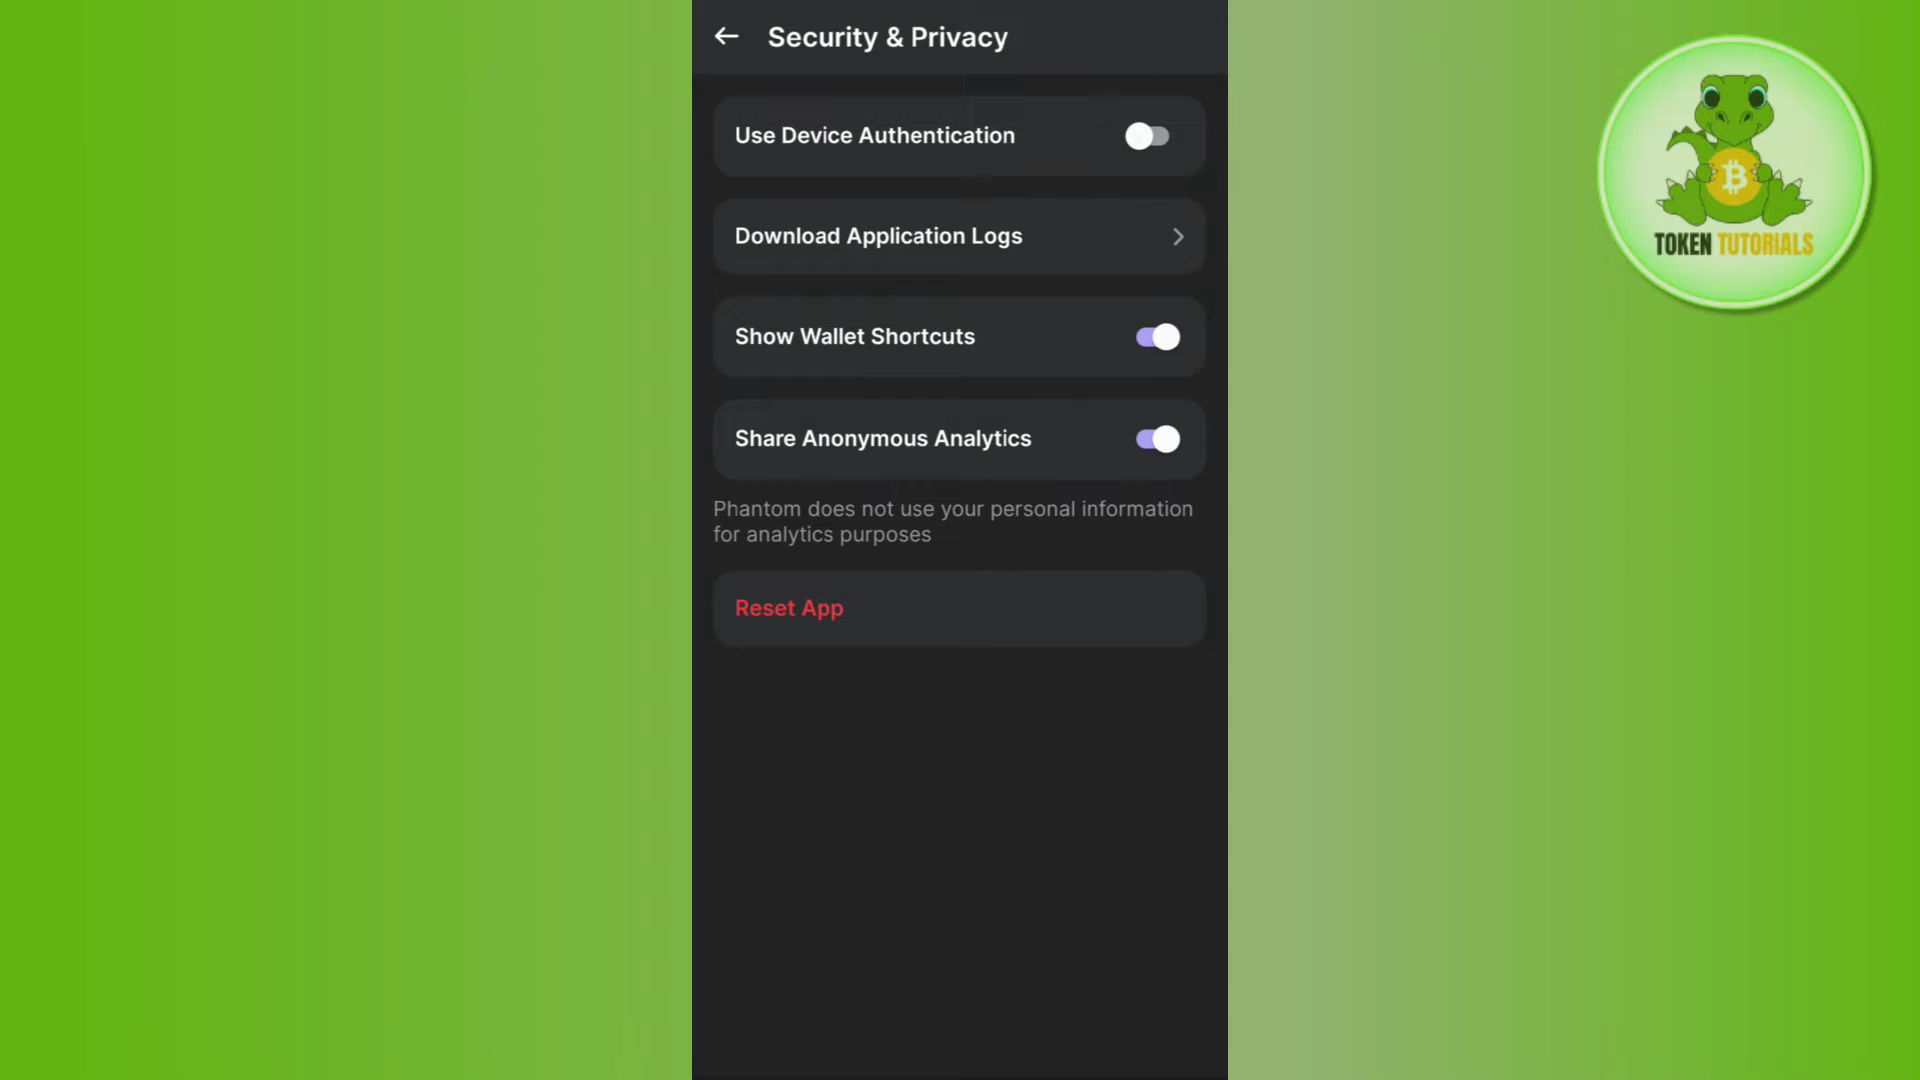 Security & Privacy
Use Device Authentication
Download Application Logs
Show Wallet Shortcuts
Share Anonymous Analytics
Phantom does not use your personal information
for analytics purposes
Reset App
TOKEN TUTORIALS